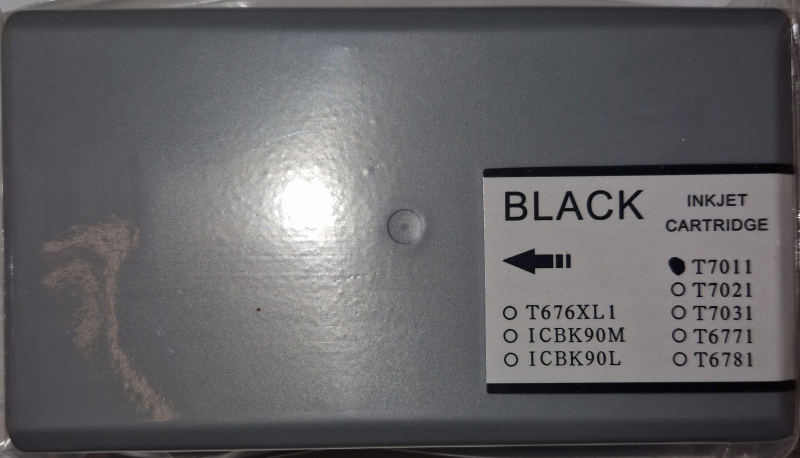 BLACK
INKJET
CARTRIDGE
T7011
T7021
T676XL1
T7031
ICBK90M
T6771
ICBK90L
T6781